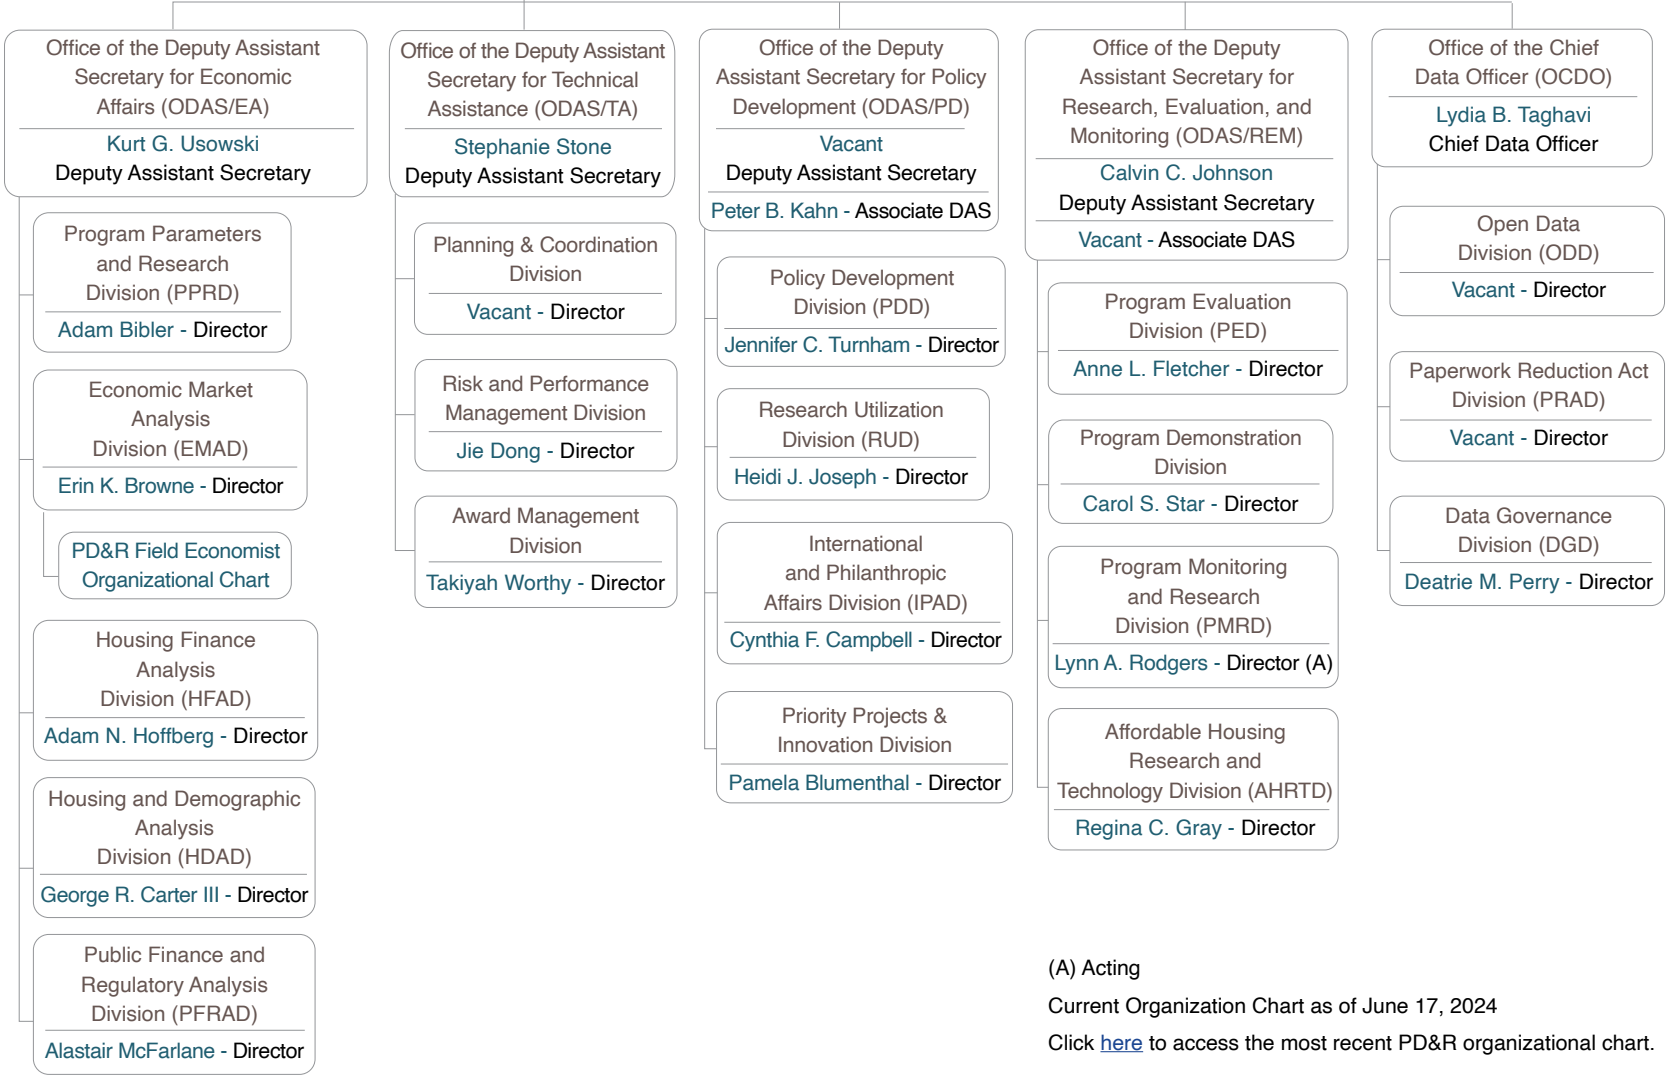 Office of the Deputy Assistant
Secretary for Economic
Affairs (ODAS/EA)
Kurt G. Usowski
Deputy Assistant Secretary
Program Parameters
and Research
Division (PPRD)
Adam Bibler - Director
Economic Market
Analysis
Division (EMAD)
Erin K. Browne - Director
PD&R Field Economist
Organizational Chart
Housing Finance
Analysis
Division (HFAD)
Adam N. Hoffberg - Director
Housing and Demographic
Analysis
Division (HDAD)
George R. Carter III - Director
Public Finance and
Regulatory Analysis
Division (PFRAD)
Alastair McFarlane - Director
Office of the Deputy Assistant
Secretary for Technical
Assistance (ODAS/TA)
Stephanie Stone
Deputy Assistant Secretary
Planning & Coordination
Division
Vacant - Director
Risk and Performance
Management Division
Jie Dong - Director
Award Management
Division
Takiyah Worthy - Director
Office of the Deputy
Assistant Secretary for Policy
Development (ODAS/PD)
Vacant
Deputy Assistant Secretary
Peter B. Kahn - Associate DAS
Policy Development
Division (PDD)
Jennifer C. Turnham - Director
Research Utilization
Division (RUD)
Heidi J. Joseph - Director
International
and Philanthropic
Affairs Division (IPAD)
Cynthia F. Campbell - Director
Priority Projects &
Innovation Division
Pamela Blumenthal - Director
Office of the Deputy
Assistant Secretary for
Research, Evaluation, and
Monitoring (ODAS/REM)
Calvin C. Johnson
Deputy Assistant Secretary
Vacant - Associate DAS
Program Evaluation
Division (PED)
Anne L. Fletcher - Director
Program Demonstration
Division
Carol S. Star - Director
Program Monitoring
and Research
Division (PMRD)
Lynn A. Rodgers - Director (A)
Affordable Housing
Research and
Technology Division (AHRTD)
Regina C. Gray - Director
Office of the Chief
Data Officer (OCDO)
Lydia B. Taghavi
Chief Data Officer
Open Data
Division (ODD)
Vacant - Director
Paperwork Reduction Act
Division (PRAD)
Vacant - Director
Data Governance
Division (DGD)
Deatrie M. Perry - Director
(A) Acting
Current Organization Chart as of June 17, 2024
Click here to access the most recent PD&R organizational chart.